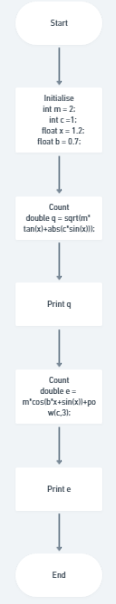 Start
Initialise
int m = 2;
int c =1;
float x = 1.2;
float b = 0.7;
Count
double q = sqrt(m*
tan(x)+abs(c*sin(x)));
Print q
Count
double e =
m*cos(b*x+sin(x))+po
w(c,3);
Print e
End